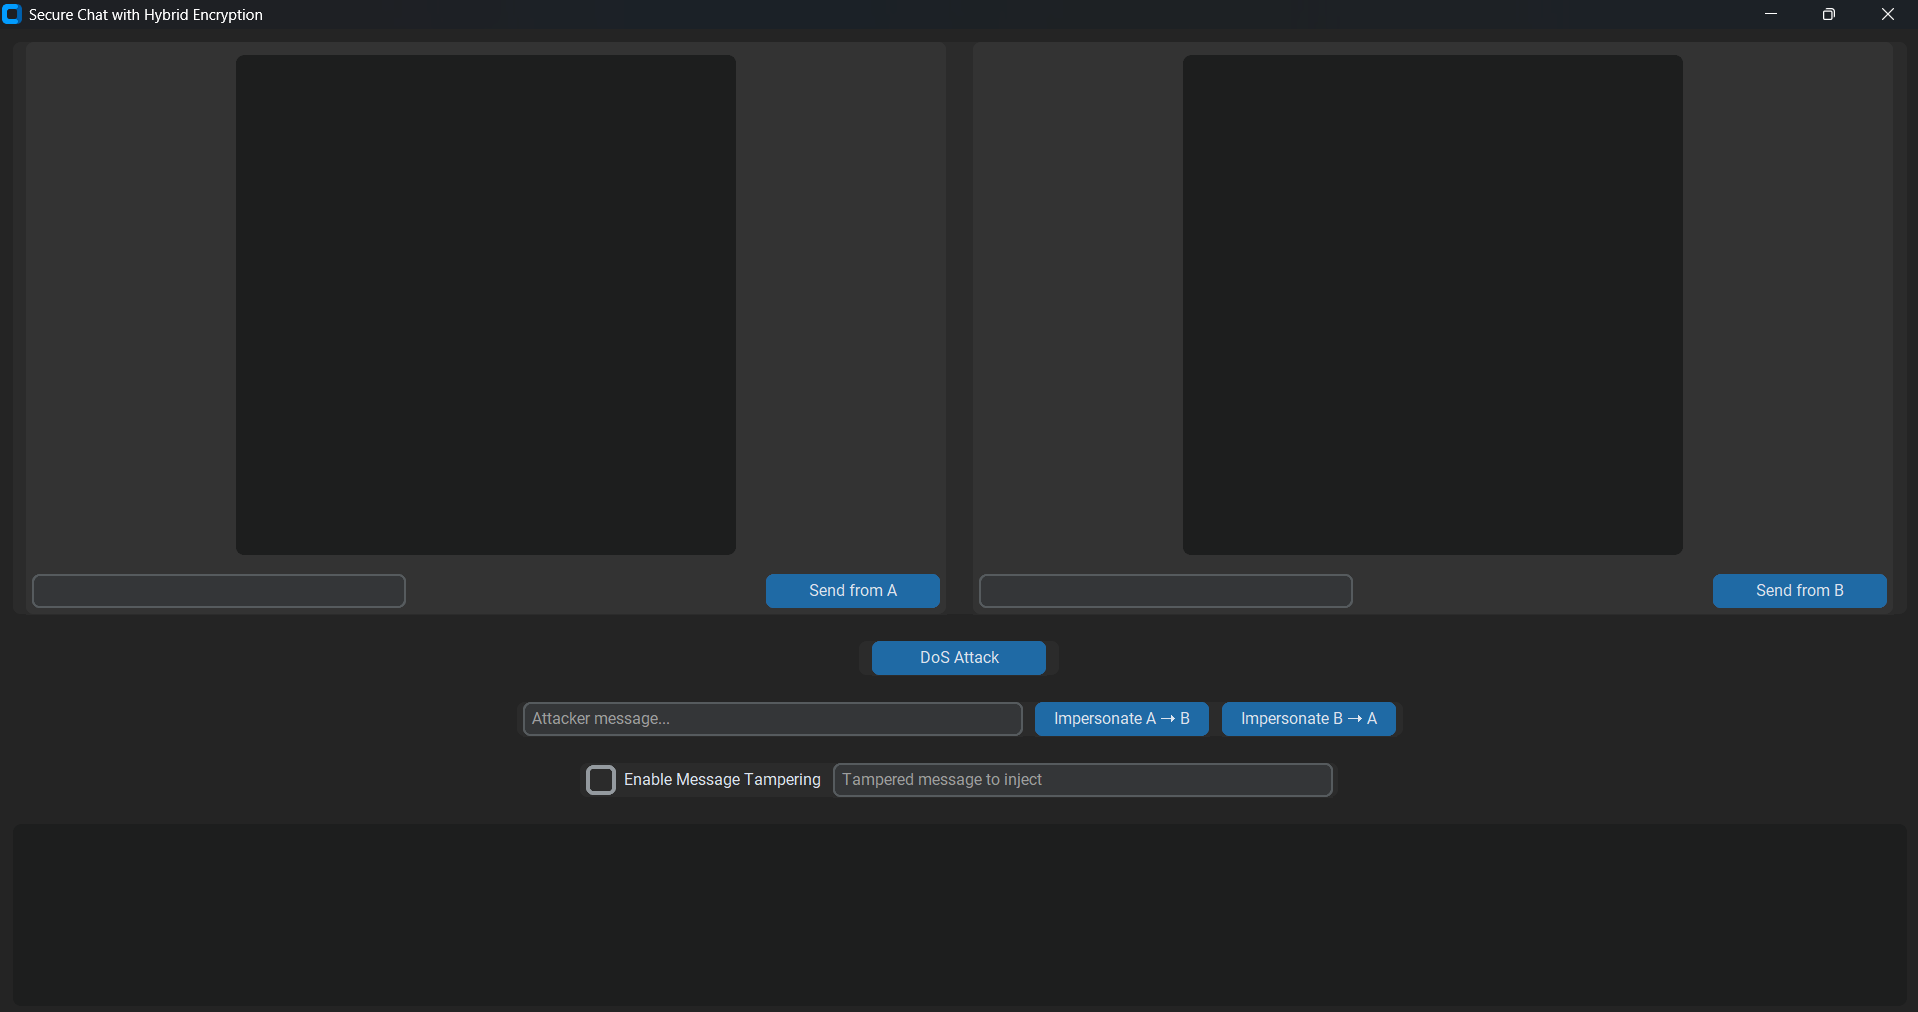 Secure Chat with Hybrid Encryption
Send from A
Send from B
DoS Attack
Attacker message...
Impersonate A → B
Impersonate B → A
Enable Message Tampering
Tampered message to inject